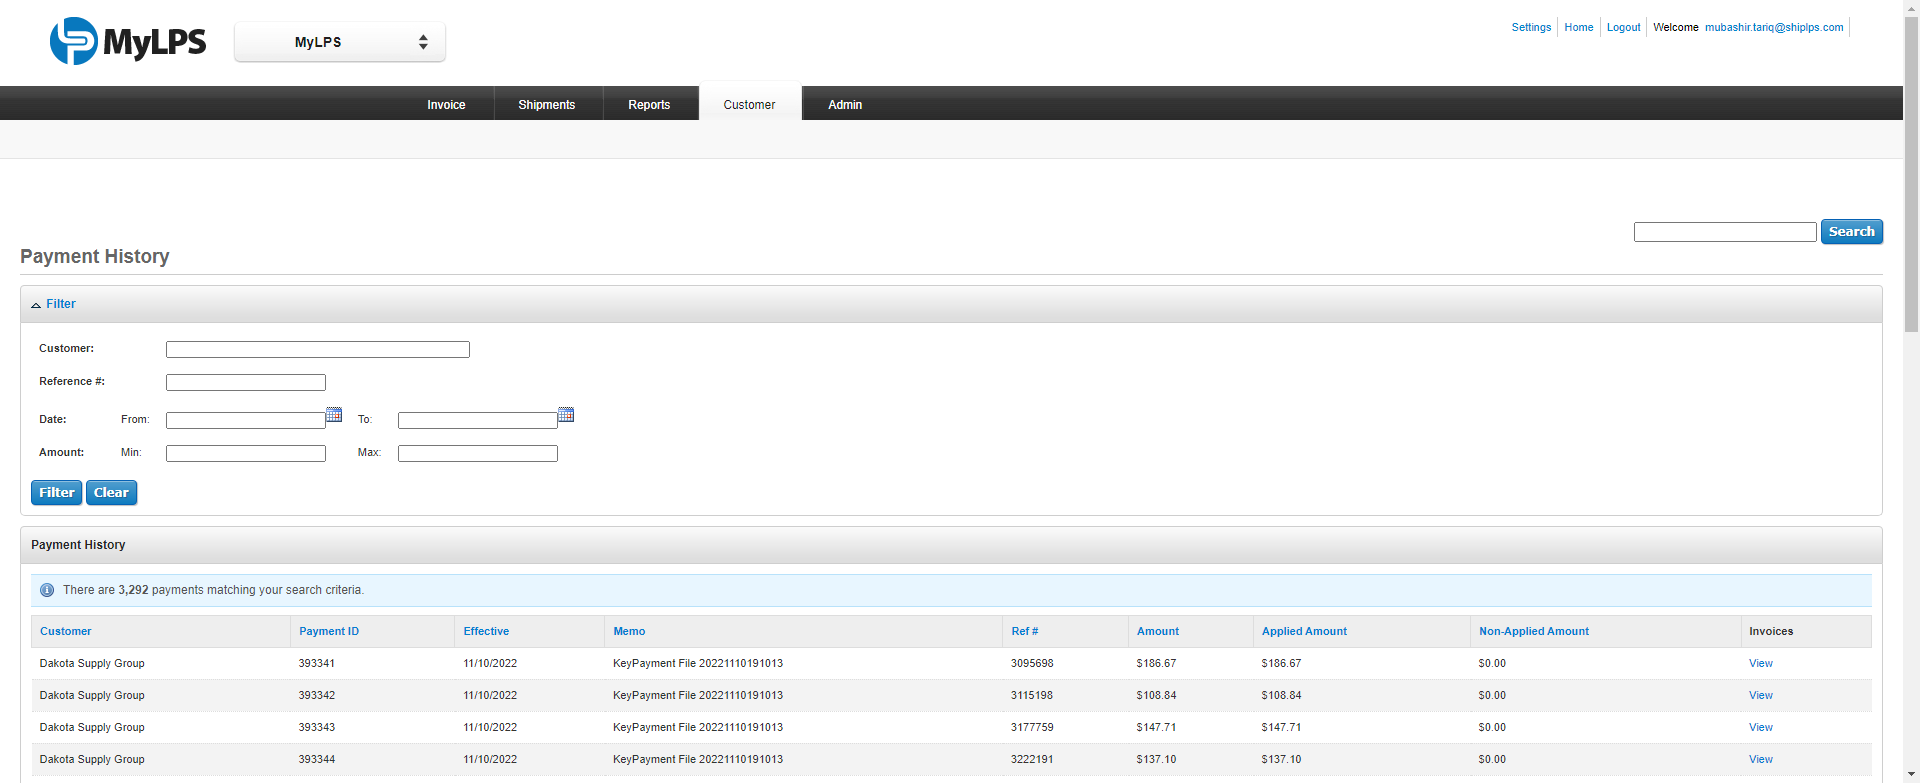 MyLPS MyLPS Settings Home Logout Welcome mubashir.tariq@shiplps.com
Invoice Shipments Reports Customer Admin
Search
Payment History
Filter
Customer:
Reference #:
Date: From: To:
Amount: Min: Max:
Filter Clear
Payment History
There are 3,292 payments matching your search criteria.
Customer Payment ID Effective Memo Ref # Amount Applied Amount Non-Applied Amount Invoices
Dakota Supply Group 393341 11/10/2022 KeyPayment File 20221110191013 3095698 $186.67 $186.67 $0.00 View
Dakota Supply Group 393342 11/10/2022 KeyPayment File 20221110191013 3115198 $108.84 $108.84 $0.00 View
Dakota Supply Group 393343 11/10/2022 KeyPayment File 20221110191013 3177759 $147.71 $147.71 $0.00 View
Dakota Supply Group 393344 11/10/2022 KeyPayment File 20221110191013 3222191 $137.10 $137.10 $0.00 View